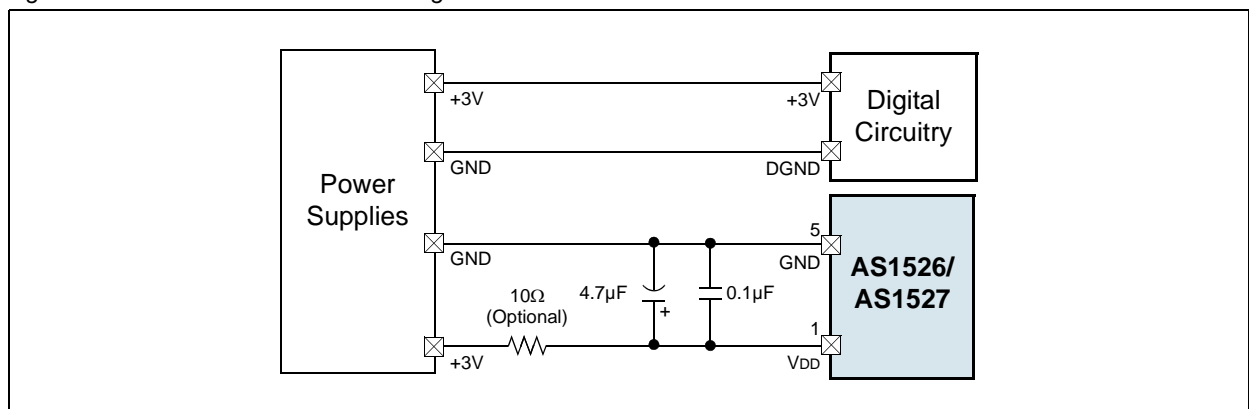 Power
Supplies
+3V
GND
GND
+3V
10Ω
(Optional)
4.7µF
+
0.1µF
+3V
DGND
5
GND
1
VDD
Digital
Circuitry
AS1526/
AS1527